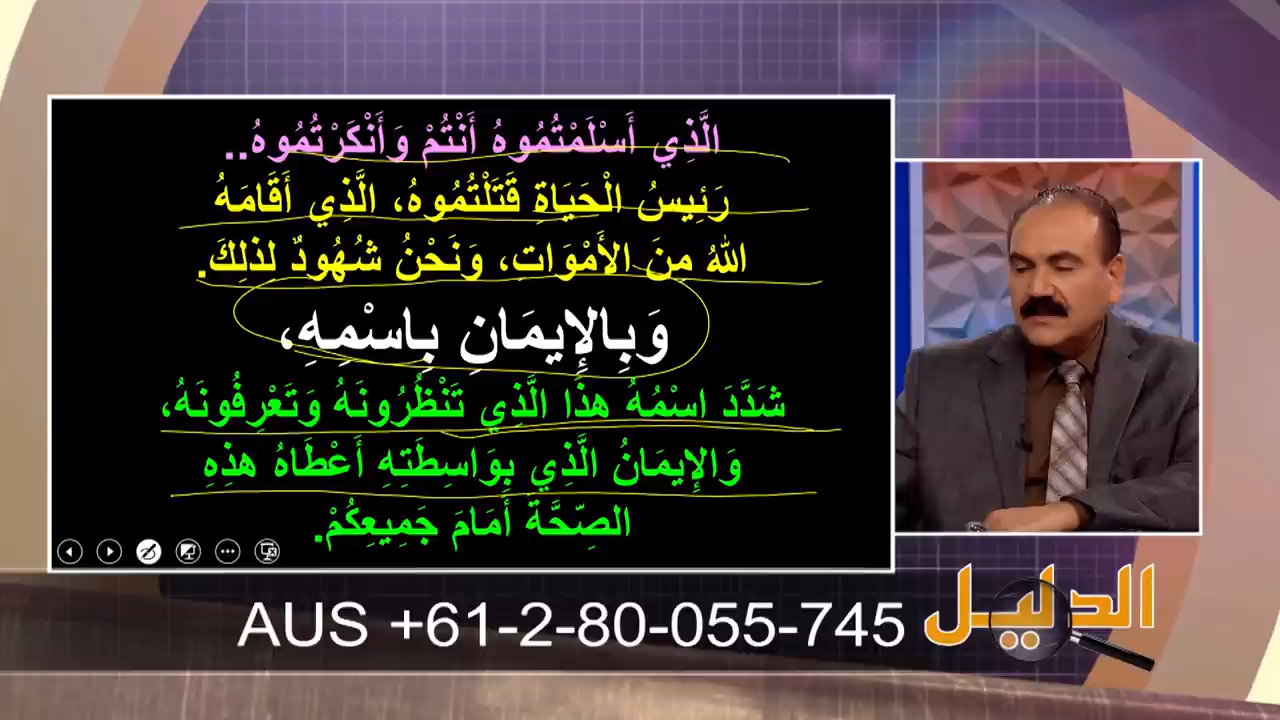 الَّذِي أَسْلَمْتُمُوهُ أَنْتُمْ وَأَنْكَرْتُمُوهُ..
رَئِيسُ الْحَيَاةِ قَتَلْتُمُوهُ، الَّذِي أَقَامَهُ
اللهُ مِنَ الأَمْوَاتِ، وَنَحْنُ شُهُودٌ لِذلِكَ.
وَبِالإِيمَانِ بِاسْمِهِ،
شَدَّدَ اسْمُهُ هذَا الَّذِي تَنْظُرُونَهُ وَتَعْرِفُونَهُ،
وَالإِيمَانُ الَّذِي بِوَاسِطَتِهِ أَعْطَاهُ هذِهِ
الصِّحَّةَ أَمَامَ جَمِيعِكُمْ.
AUS +61-2-80-055-745
الدليل